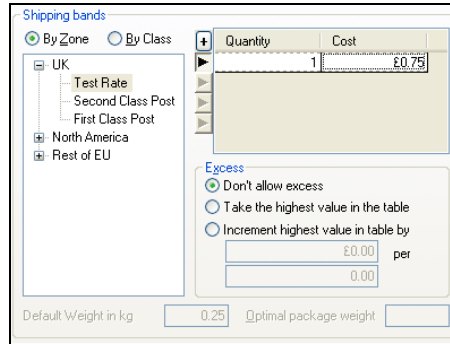 Shipping bands
By Zone By Class
UK
Test Rate
Second Class Post
First Class Post
North America
Rest of EU
+ Quantity Cost
1 £0.75
Excess
Don't allow excess
Take the highest value in the table
Increment highest value in table by
£0.00 per
0.00
Default Weight in kg 0.25 Optimal package weight